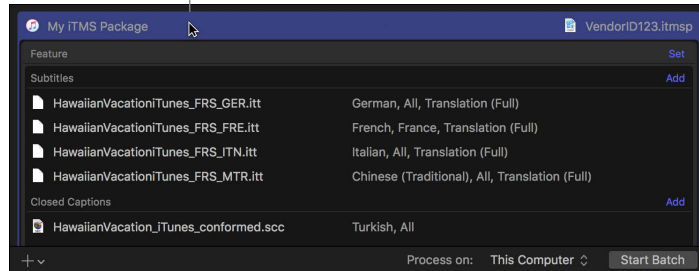 My iTMS Package VendorID123.itmsp
Feature Set
Subtitles Add
HawaiianVacationiTunes_FRS_GER.itt German, All, Translation (Full)
HawaiianVacationiTunes_FRS_FRE.itt French, France, Translation (Full)
HawaiianVacationiTunes_FRS_ITN.itt Italian, All, Translation (Full)
HawaiianVacationiTunes_FRS_MTR.itt Chinese (Traditional), All, Translation (Full)
Closed Captions Add
HawaiianVacation_iTunes_conformed.scc Turkish, All
Process on: This Computer Start Batch